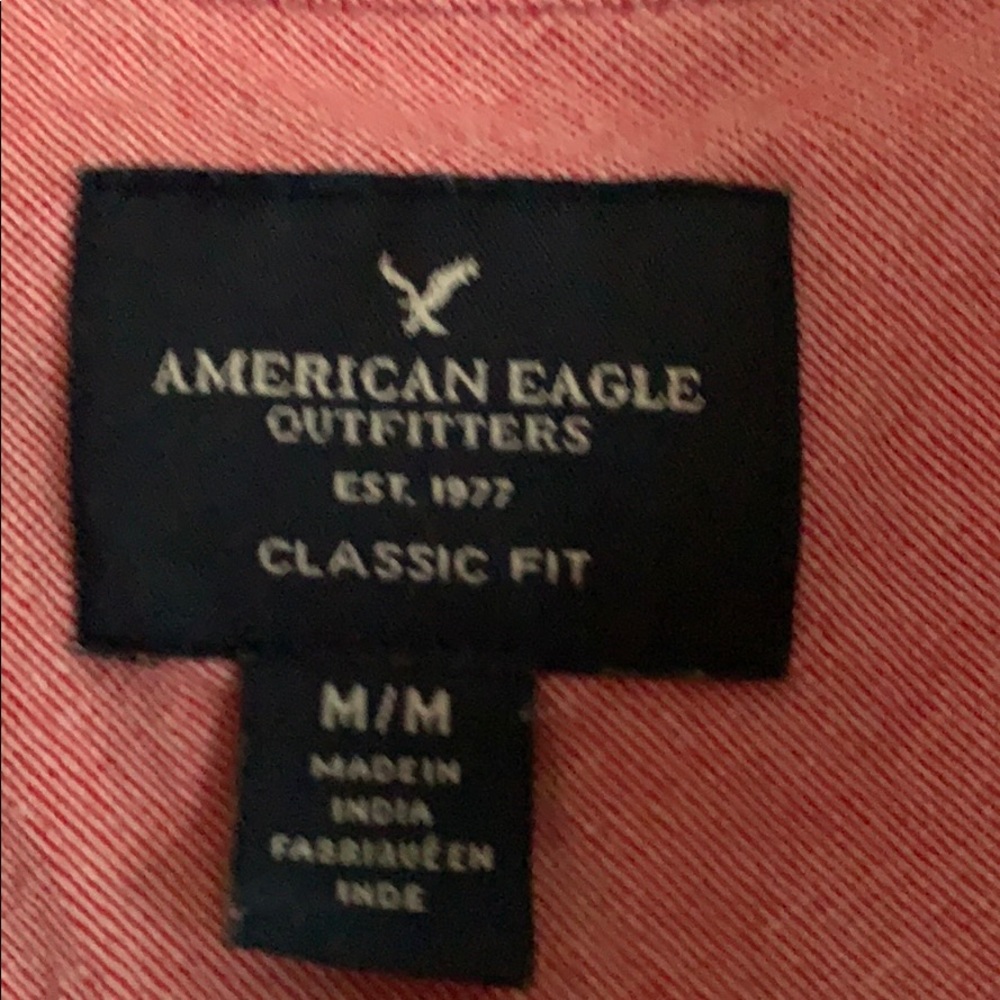 AMERICAN EAGLE
OUTFITTERS
EST. 1977
CLASSIC FIT
M/M
MADE IN
INDIA
FABRIQUÉ EN
INDE